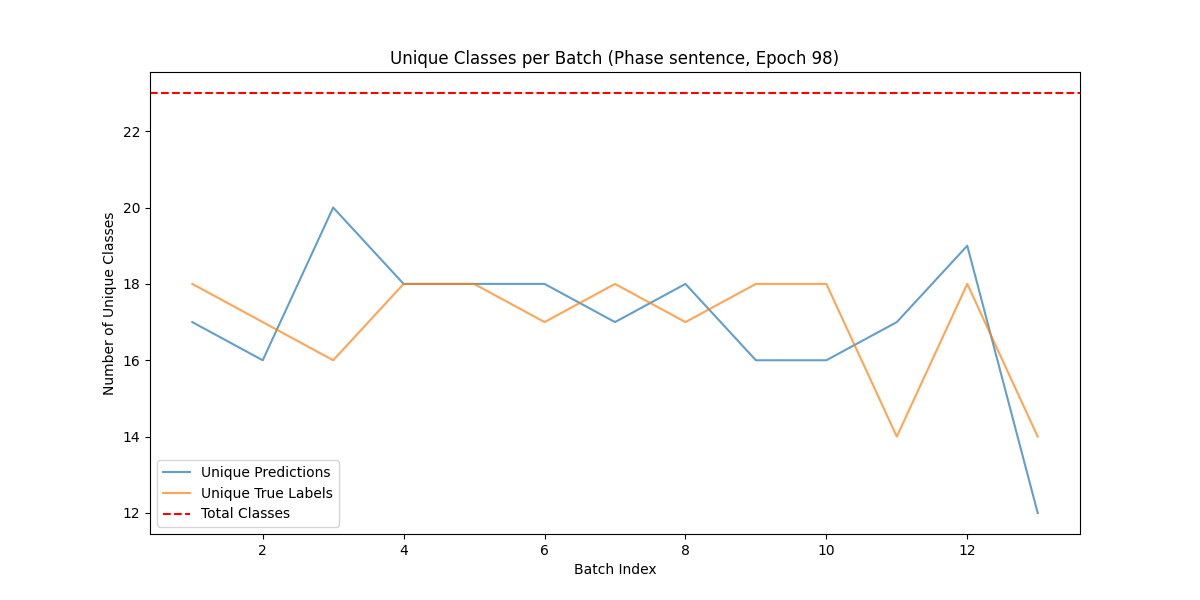 Unique Classes per Batch (Phase sentence, Epoch 98)
Number of Unique Classes
22
20
18
16
14
12
Unique Predictions
Unique True Labels
Total Classes
2
4
6
8
10
12
Batch Index